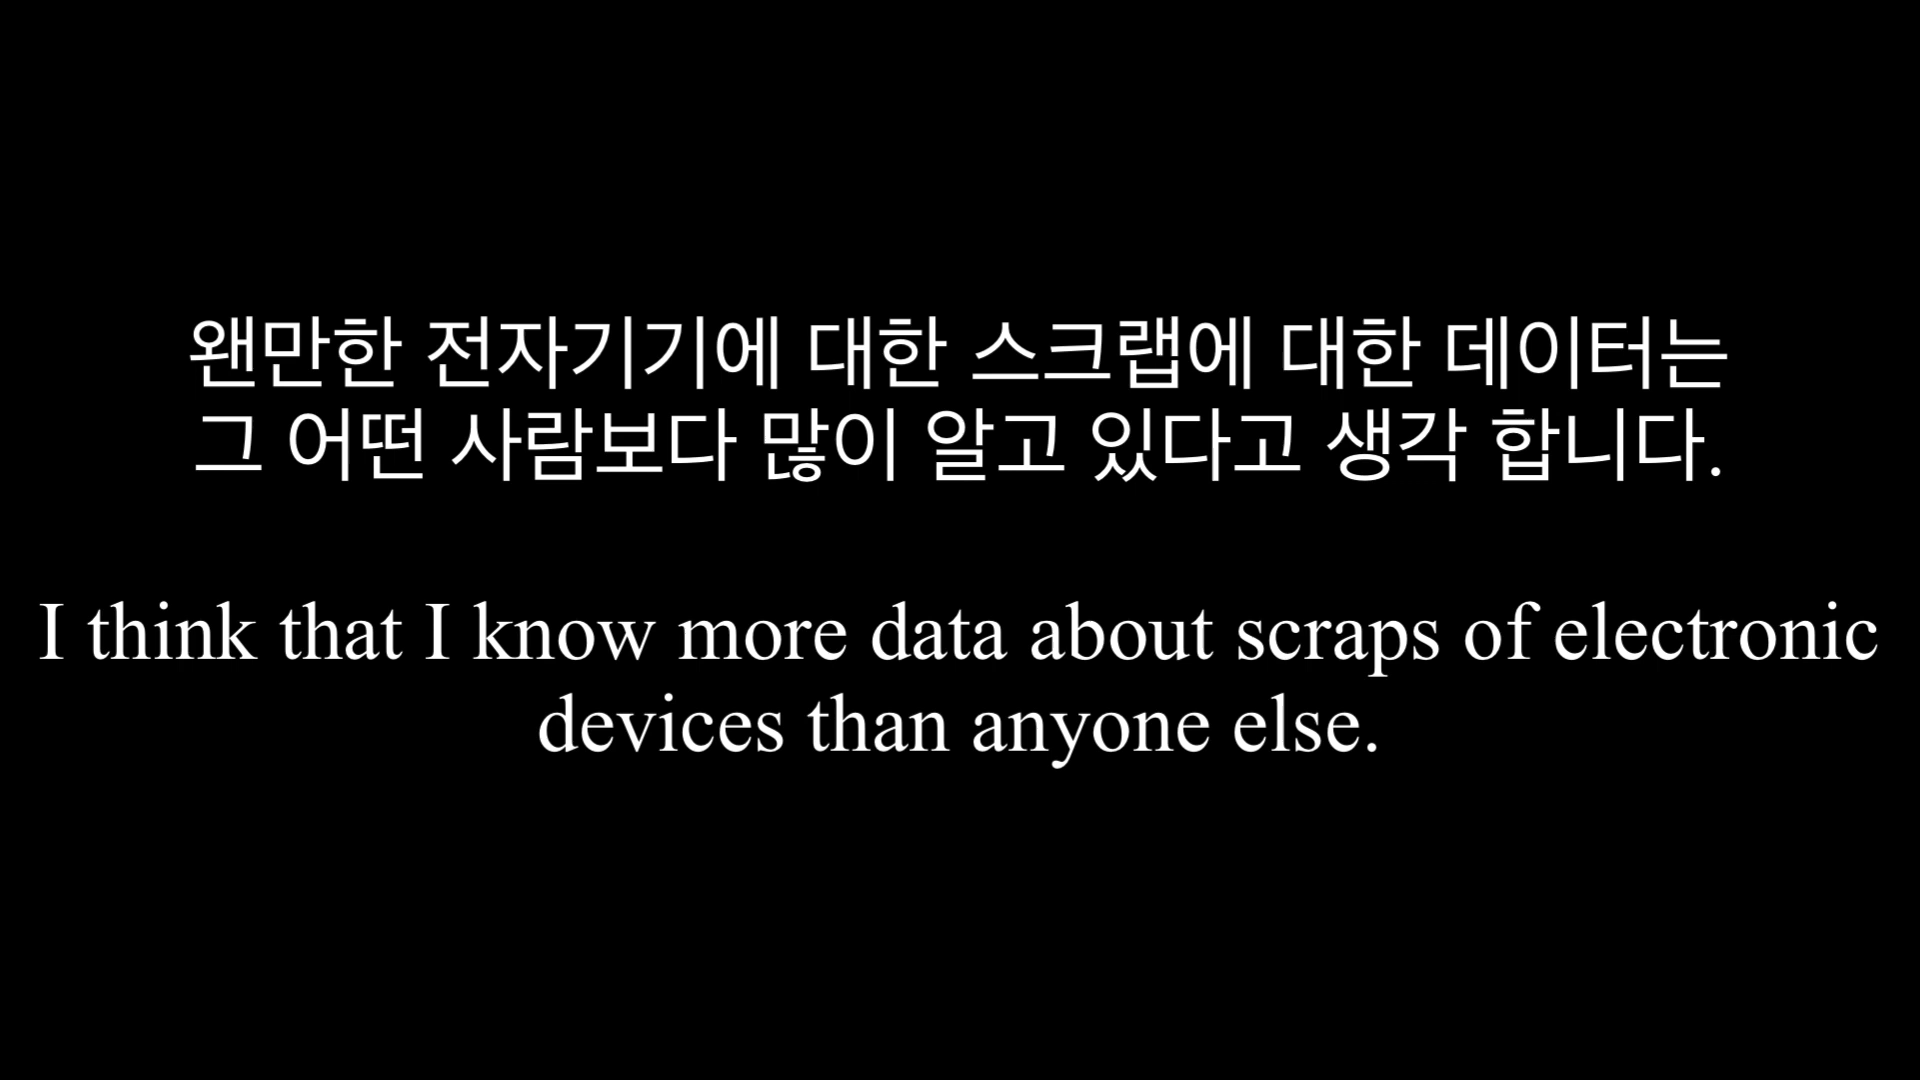 왠만한 전자기기에 대한 스크랩에 대한 데이터는
그 어떤 사람보다 많이 알고 있다고 생각 합니다.
I think that I know more data about scraps of electronic
devices than anyone else.